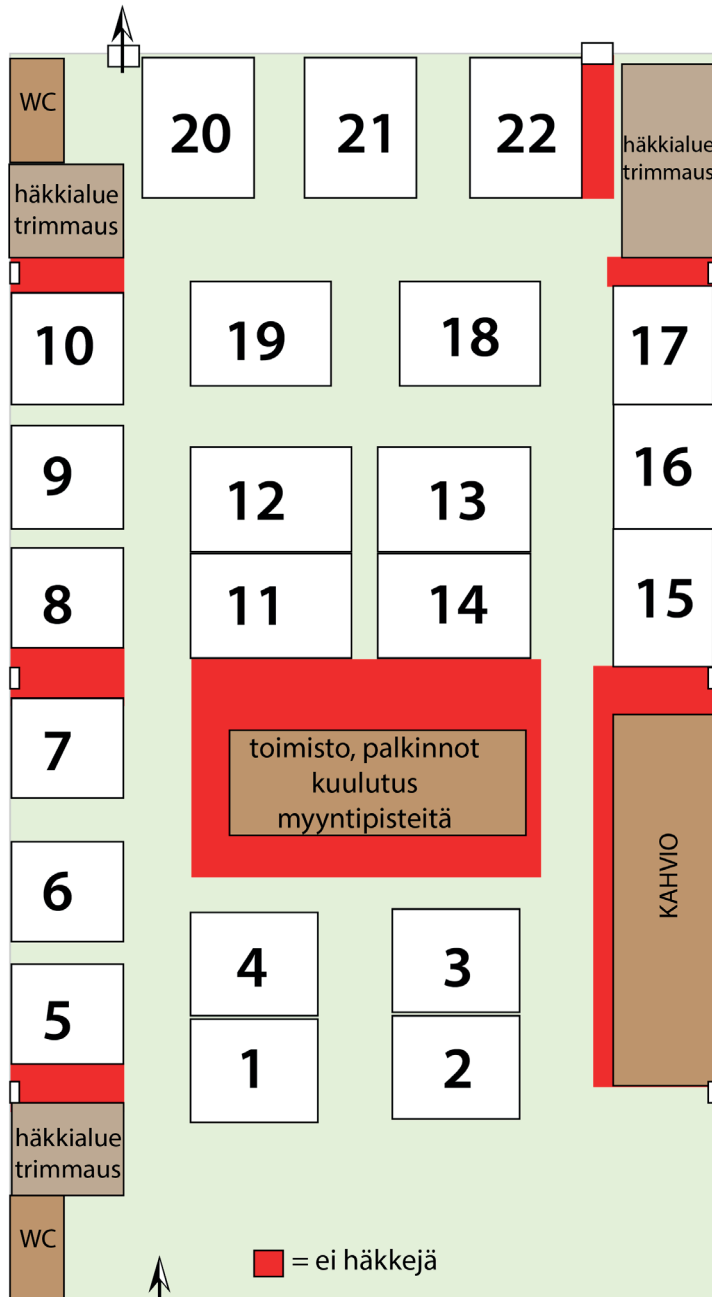 WC
20
21
22
häkkialue
trimmaus
häkkialue
trimmaus
10
19
18
17
9
12
13
16
8
11
14
15
7
toimisto, palkinnot
kuulutus
myyntipisteitä
KAHVIO
6
4
3
5
1
2
häkkialue
trimmaus
WC
= ei häkkejä